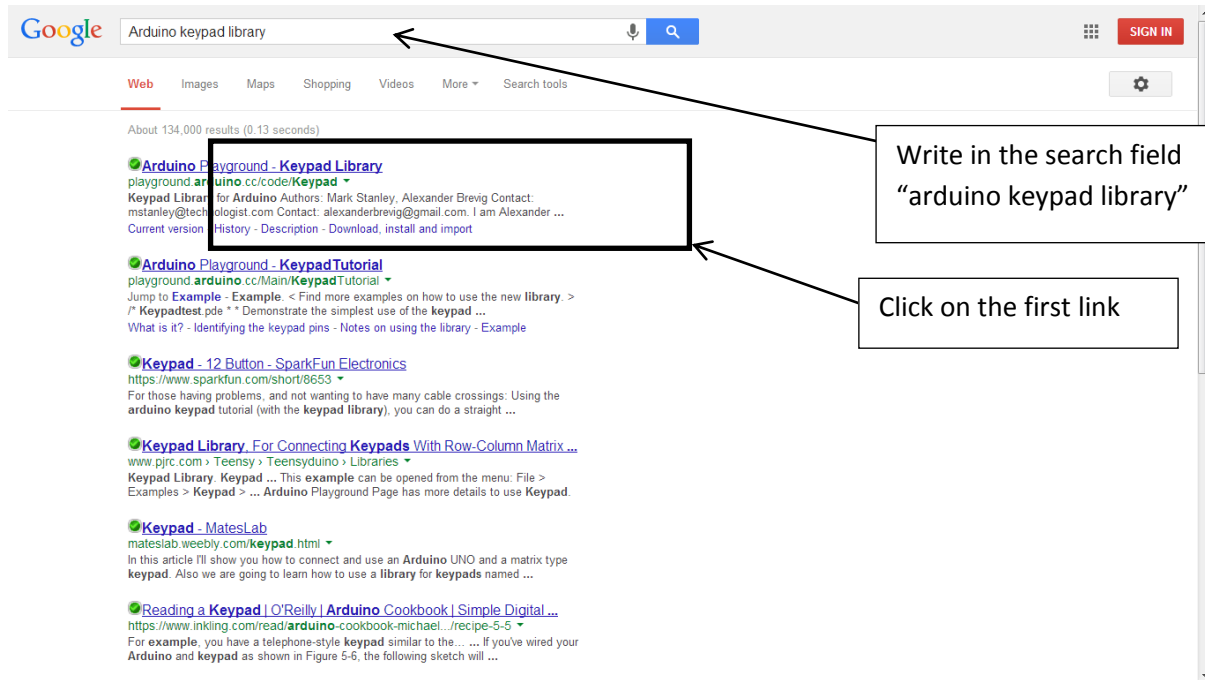 Google
Arduino keypad library
SIGN IN
Web Images Maps Shopping Videos More Search tools
About 134,000 results (0.13 seconds)
Arduino Playground - Keypad Library
playground.arduino.cc/code/Keypad
Keypad Library for Arduino Authors: Mark Stanley, Alexander Brevig Contact:
mstanley@technologist.com Contact: alexanderbrevig@gmail.com. I am Alexander ...
Current version - History - Description - Download, install and import
Write in the search field
“arduino keypad library”
Arduino Playground - KeypadTutorial
playground.arduino.cc/Main/KeypadTutorial
Jump to Example - Example. < Find more examples on how to use the new library. >
/* Keypadtest.pde * * Demonstrate the simplest use of the keypad ...
What is it? - Identifying the keypad pins - Notes on using the library - Example
Click on the first link
Keypad - 12 Button - SparkFun Electronics
https://www.sparkfun.com/short/8653
For those having problems, and not wanting to have many cable crossings: Using the
arduino keypad tutorial (with the keypad library), you can do a straight ...
Keypad Library, For Connecting Keypads With Row-Column Matrix ...
www.pjrc.com › Teensy › Teensyduino › Libraries
Keypad Library. Keypad ... This example can be opened from the menu: File >
Examples > Keypad > ... Arduino Playground Page has more details to use Keypad.
Keypad - MatesLab
mateslab.weebly.com/keypad.html
In this article I'll show you how to connect and use an Arduino UNO and a matrix type
keypad. Also we are going to learn how to use a library for keypads named ...
Reading a Keypad | O'Reilly | Arduino Cookbook | Simple Digital ...
https://www.inkling.com/read/arduino-cookbook-michael.../recipe-5-5
For example, you have a telephone-style keypad similar to the... ... If you've wired your
Arduino and keypad as shown in Figure 5-6, the following sketch will ...